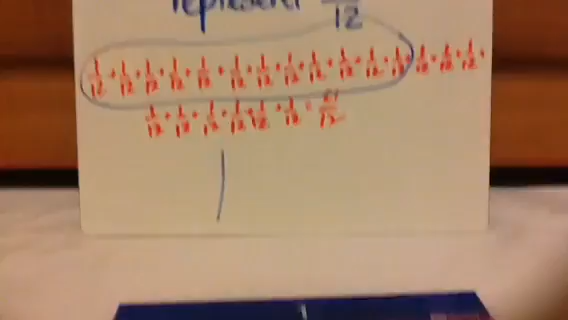 represent /12
1/12 + 1/12 + 1/12 + 1/12 + 1/12 + 1/12 + 1/12 + 1/12 + 1/12 + 1/12 + 1/12 + 1/12 + 1/12 + 1/12 + 1/12 +
1/12 + 1/12 + 1/12 + 1/12 + 1/12 + 1/12 = 21/12
1